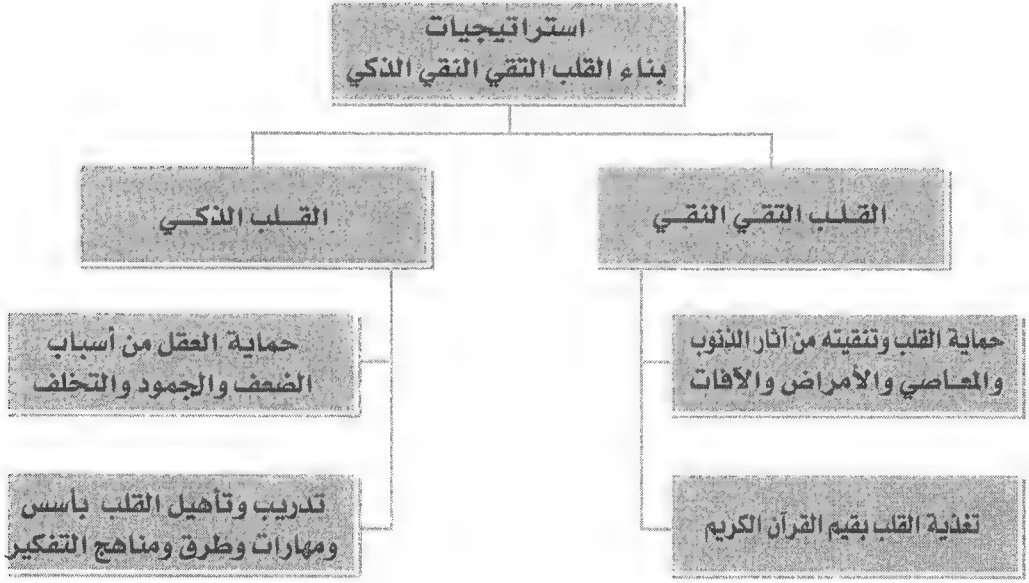 استراتيجيات
بناء القلب التقي النقي الذكي
القلب التقي النقي
القلب الذكي
حماية القلب وتنقيته من آثار الذنوب
والمعاصي والأمراض والآفات
حماية العقل من أسباب
الضعف والجمود والتخلف
تغذية القلب بقيم القرآن الكريم
تدريب وتأهيل القلب بأسس
ومهارات وطرق ومناهج التفكير